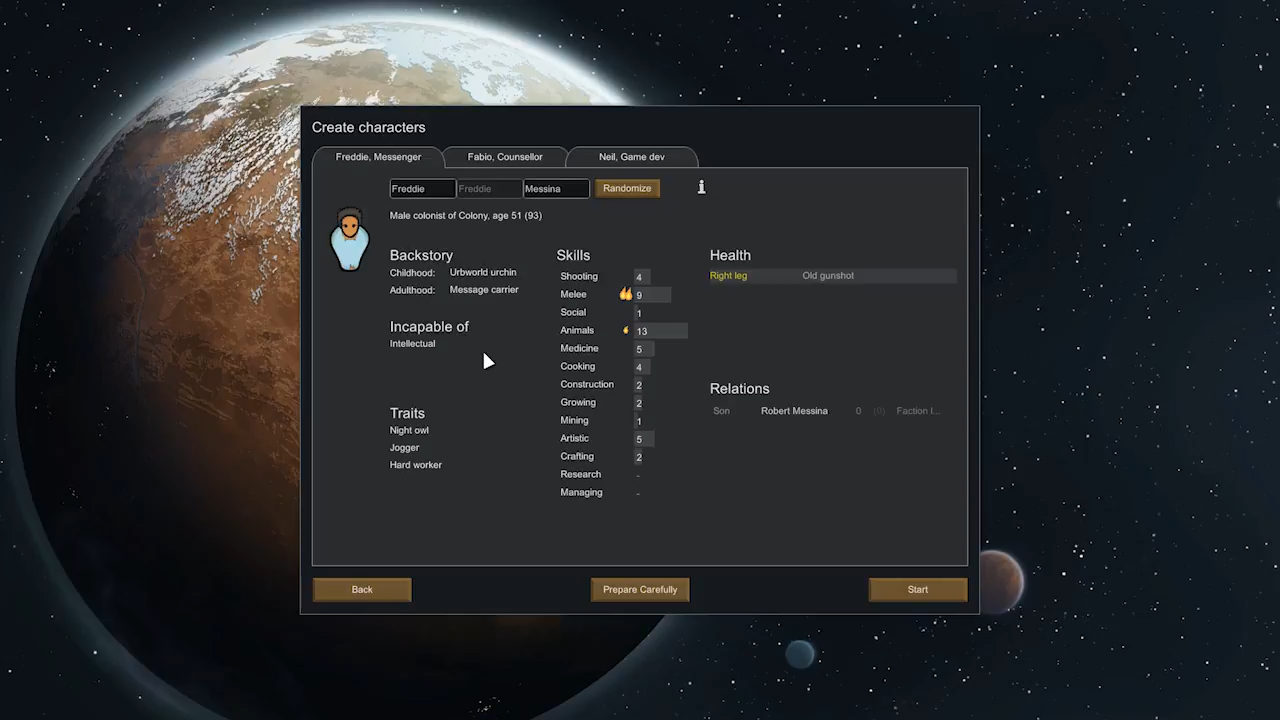 Create characters
Freddie, Messenger Fabio, Counsellor Neil, Game dev
Freddie Freddie Messina Randomize
Male colonist of Colony, age 51 (93)
Backstory
Childhood: Urbworld urchin
Adulthood: Message carrier
Incapable of
Intellectual
Traits
Night owl
Jogger
Hard worker
Skills
Shooting 4
Melee 9
Social 1
Animals 13
Medicine 5
Cooking 4
Construction 2
Growing 2
Mining 1
Artistic 5
Crafting 2
Research -
Managing -
Health
Right leg Old gunshot
Relations
Son Robert Messina 0 (0) Faction l...
Back Prepare Carefully Start